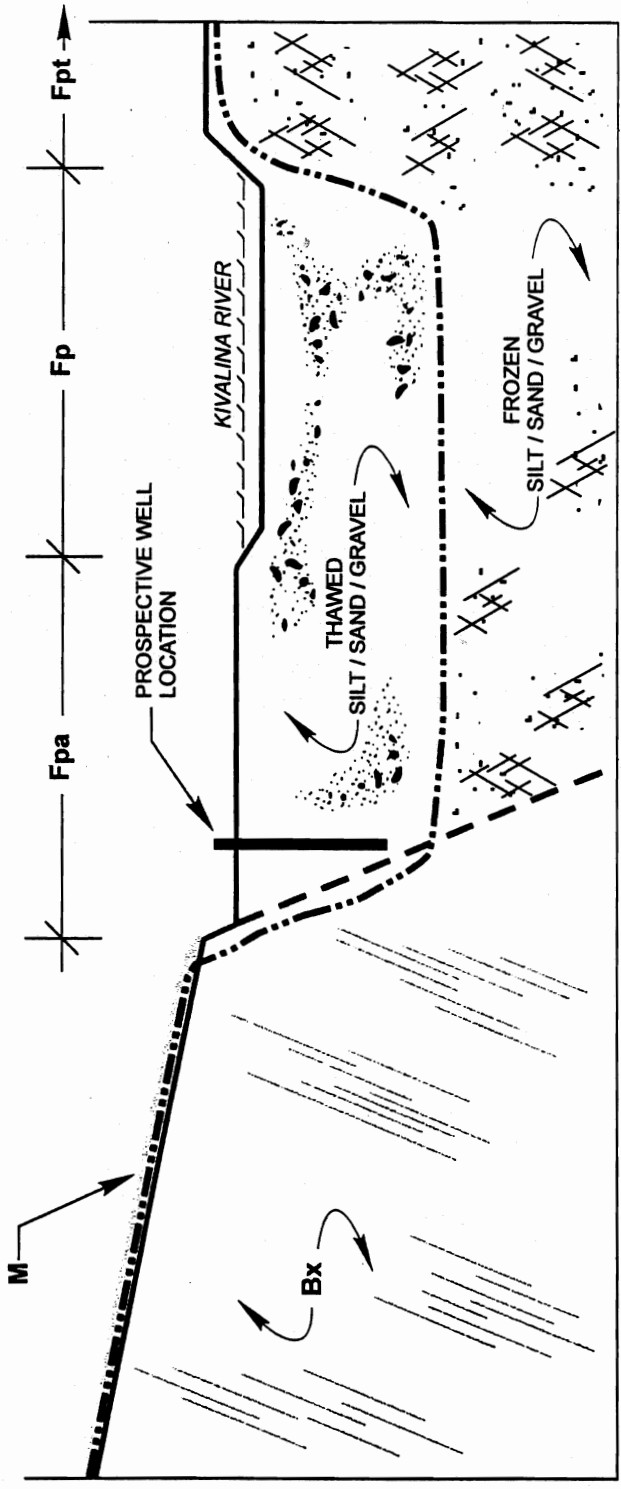 M
Fpa
Fp
Fpt
PROSPECTIVE WELL
LOCATION
KIVALINA RIVER
Bx
THAWED
SILT / SAND / GRAVEL
FROZEN
SILT / SAND / GRAVEL